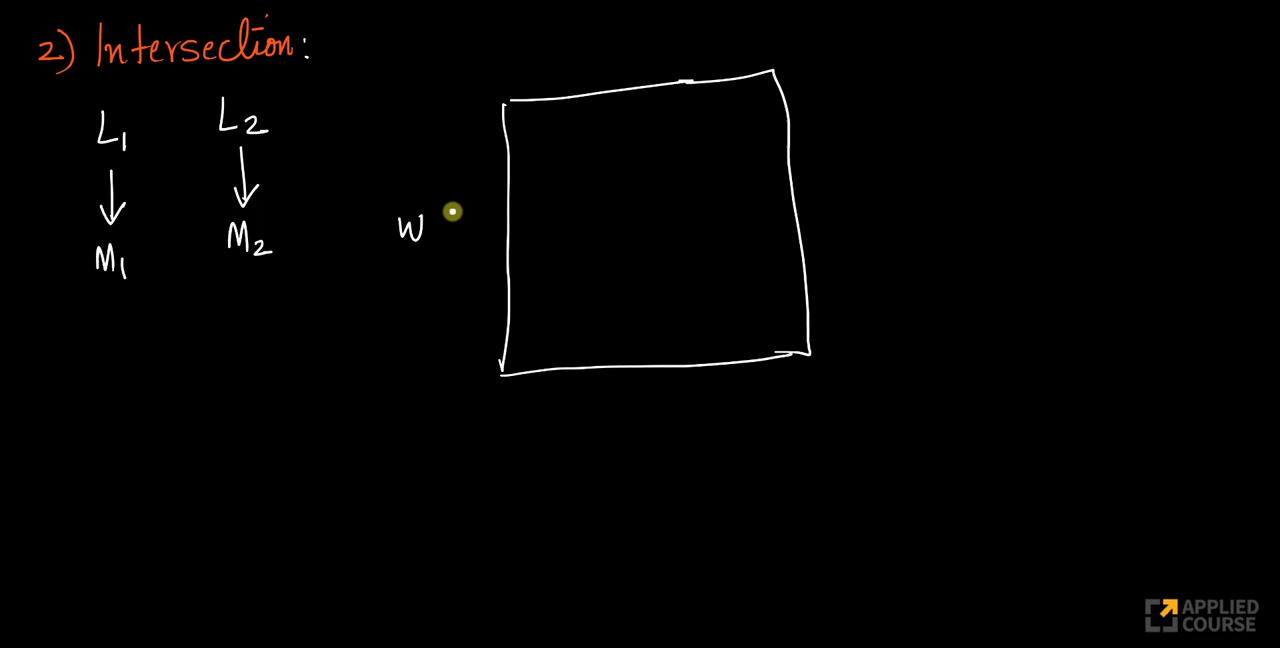 2) Intersection:
L1 L2
M1 M2
W
APPLIED
COURSE